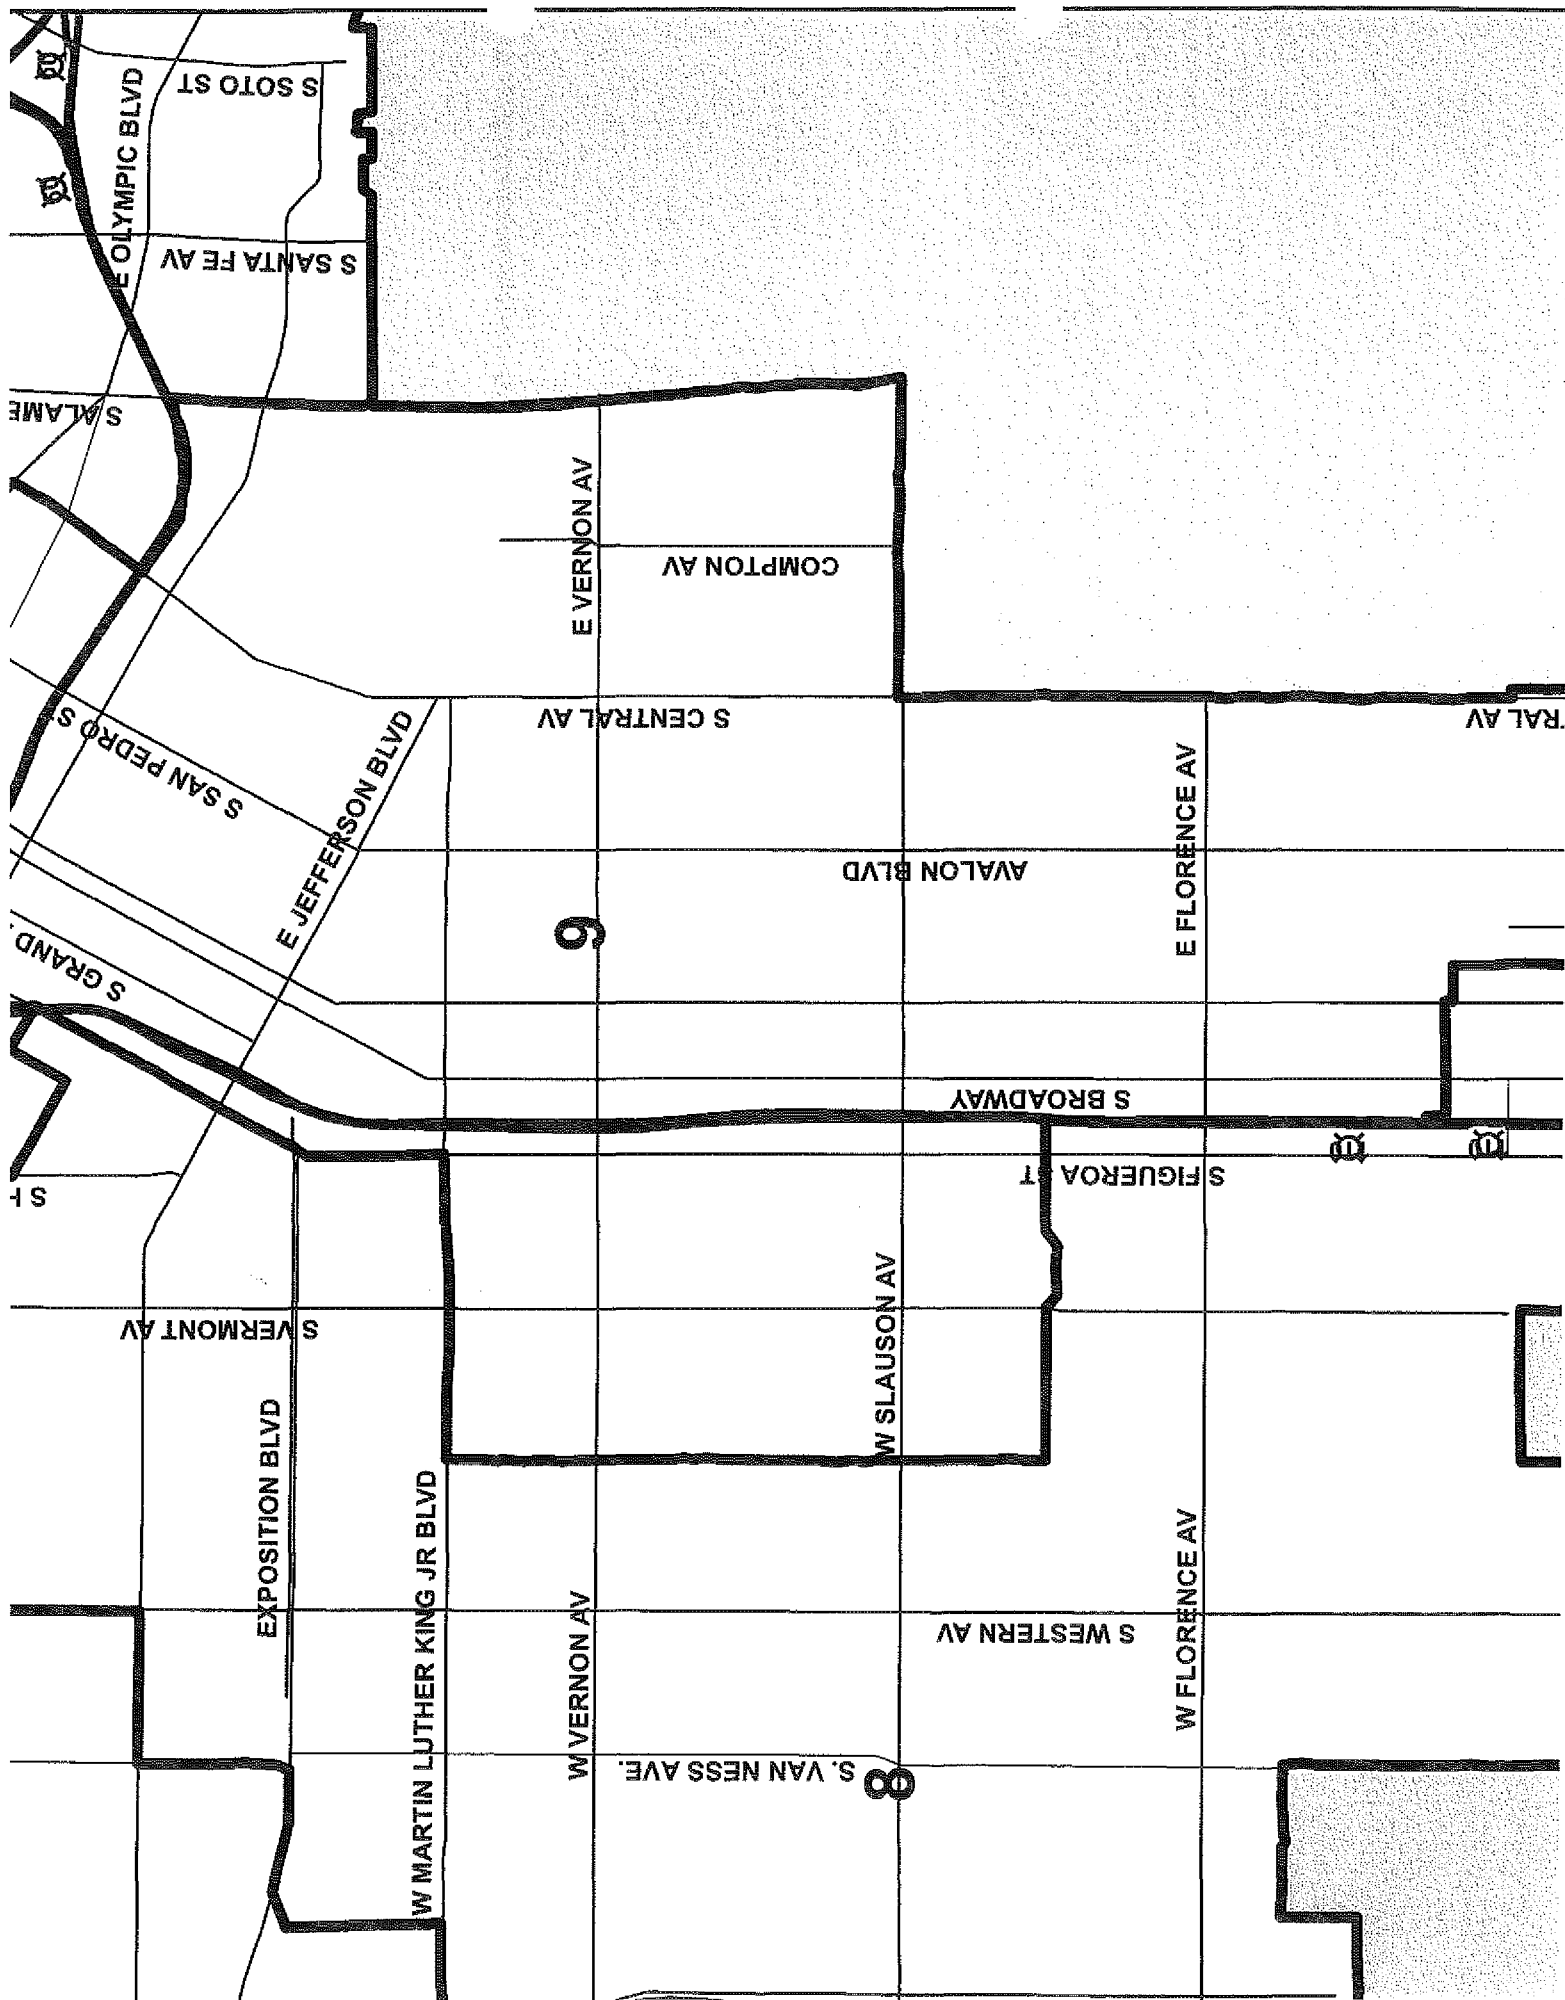 S SOTO ST
E OLYMPIC BLVD
S SANTA FE AV
S ALAME
E VERNON AV
COMPTON AV
S CENTRAL AV
RAL AV
S SAN PEDRO ST
E JEFFERSON BLVD
E FLORENCE AV
AVALON BLVD
9
S GRAND
S BROADWAY
S FIGUEROA ST
S H
S VERMONT AV
W SLAUSON AV
EXPOSITION BLVD
W MARTIN LUTHER KING JR BLVD
W VERNON AV
W FLORENCE AV
S WESTERN AV
S. VAN NESS AVE.
8